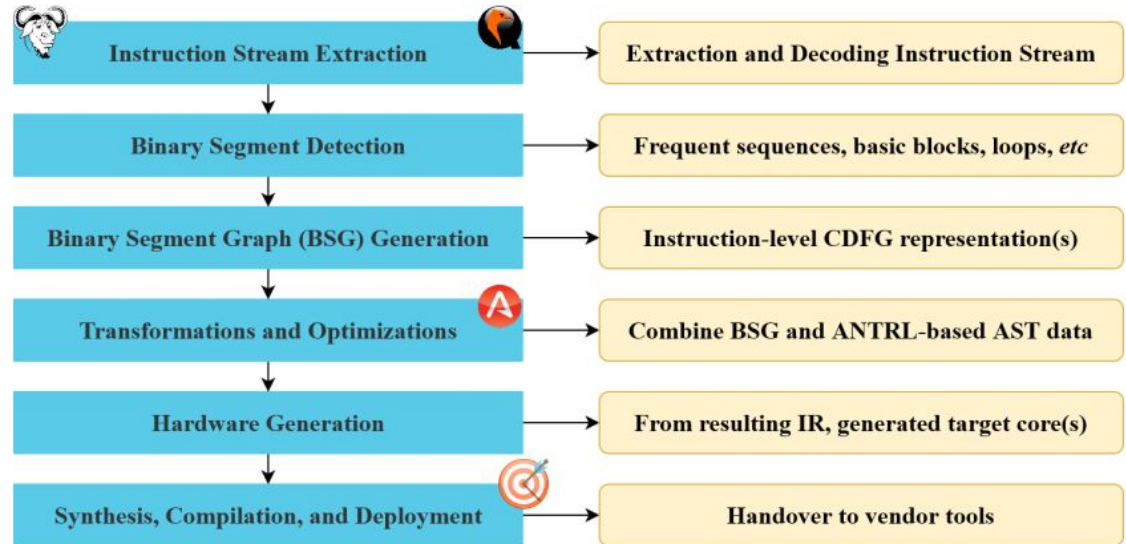 Instruction Stream Extraction
Extraction and Decoding Instruction Stream
Binary Segment Detection
Frequent sequences, basic blocks, loops, etc
Binary Segment Graph (BSG) Generation
Instruction-level CDFG representation(s)
Transformations and Optimizations
Combine BSG and ANTRL-based AST data
Hardware Generation
From resulting IR, generated target core(s)
Synthesis, Compilation, and Deployment
Handover to vendor tools